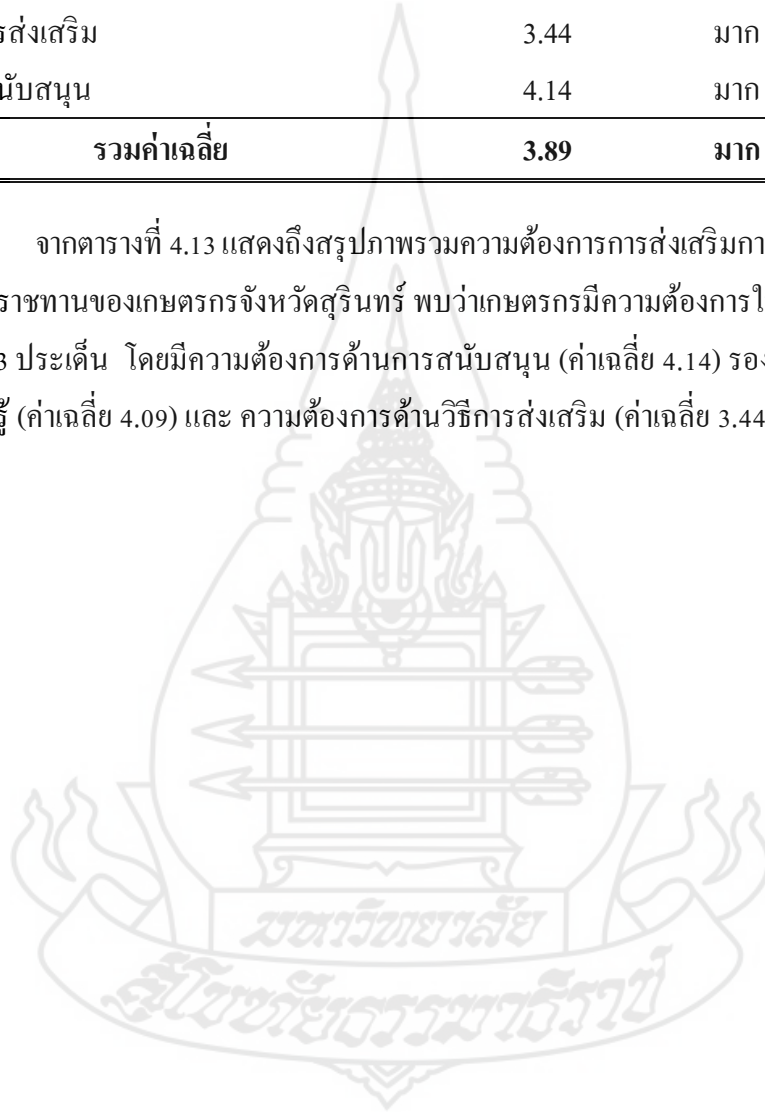 รส่งเสริม 3.44 มาก
นับสนุน 4.14 มาก
รวมค่าเฉลี่ย 3.89 มาก
จากตารางที่ 4.13 แสดงถึงสรุปภาพรวมความต้องการการส่งเสริมกา
ราชทานของเกษตรกรจังหวัดสุรินทร์ พบว่าเกษตรกรมีความต้องการใ
3 ประเด็น โดยมีความต้องการด้านการสนับสนุน (ค่าเฉลี่ย 4.14) รอง
รู้ (ค่าเฉลี่ย 4.09) และ ความต้องการด้านวิธีการส่งเสริม (ค่าเฉลี่ย 3.44
มหาวิทยาลัย
สุโขทัยธรรมาธิราช